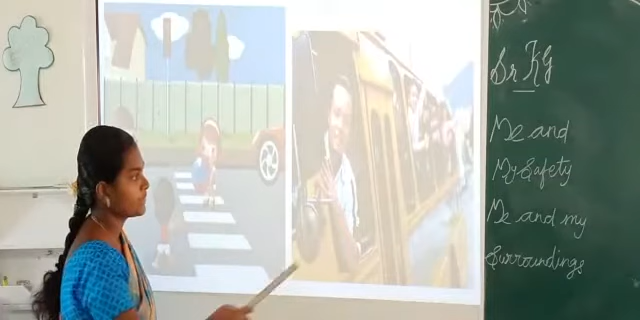 Sr KG
Me and
My Safety
Me and my
Surroundings